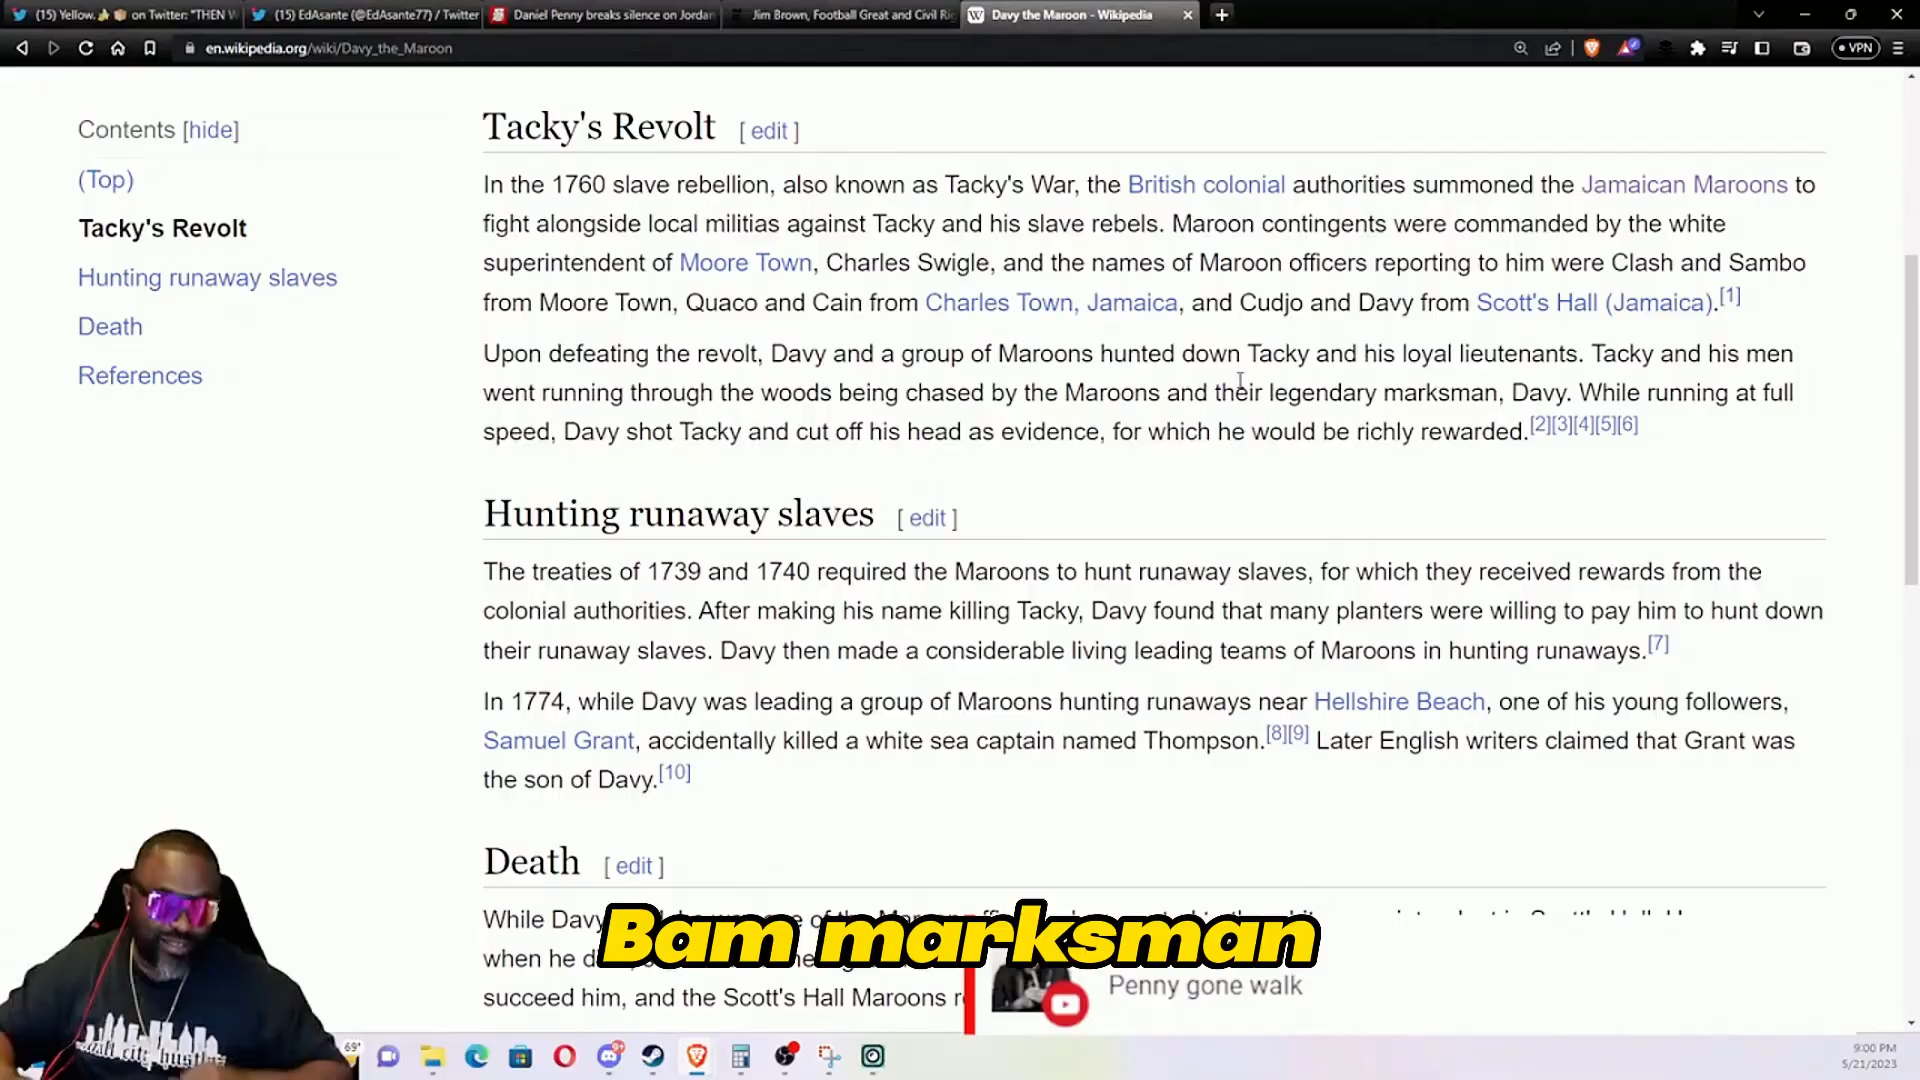 (15) Yellow. on Twitter: "THEN W
(15) EdAsante (@EdAsante77) / Twitter
Daniel Penny breaks silence on Jordan
Jim Brown, Football Great and Civil Rig
Davy the Maroon - Wikipedia
en.wikipedia.org/wiki/Davy_the_Maroon
VPN
Contents [hide]
(Top)
Tacky's Revolt
Hunting runaway slaves
Death
References
Tacky's Revolt [ edit ]
In the 1760 slave rebellion, also known as Tacky's War, the British colonial authorities summoned the Jamaican Maroons to
fight alongside local militias against Tacky and his slave rebels. Maroon contingents were commanded by the white
superintendent of Moore Town, Charles Swigle, and the names of Maroon officers reporting to him were Clash and Sambo
from Moore Town, Quaco and Cain from Charles Town, Jamaica, and Cudjo and Davy from Scott's Hall (Jamaica).[1]
Upon defeating the revolt, Davy and a group of Maroons hunted down Tacky and his loyal lieutenants. Tacky and his men
went running through the woods being chased by the Maroons and their legendary marksman, Davy. While running at full
speed, Davy shot Tacky and cut off his head as evidence, for which he would be richly rewarded.[2][3][4][5][6]
Hunting runaway slaves [ edit ]
The treaties of 1739 and 1740 required the Maroons to hunt runaway slaves, for which they received rewards from the
colonial authorities. After making his name killing Tacky, Davy found that many planters were willing to pay him to hunt down
their runaway slaves. Davy then made a considerable living leading teams of Maroons in hunting runaways.[7]
In 1774, while Davy was leading a group of Maroons hunting runaways near Hellshire Beach, one of his young followers,
Samuel Grant, accidentally killed a white sea captain named Thompson.[8][9] Later English writers claimed that Grant was
the son of Davy.[10]
Death [ edit ]
While Davy
Bam marksman
when he
succeed him, and the Scott's Hall Maroons
Penny gone walk
69°
9:00 PM
5/21/2023